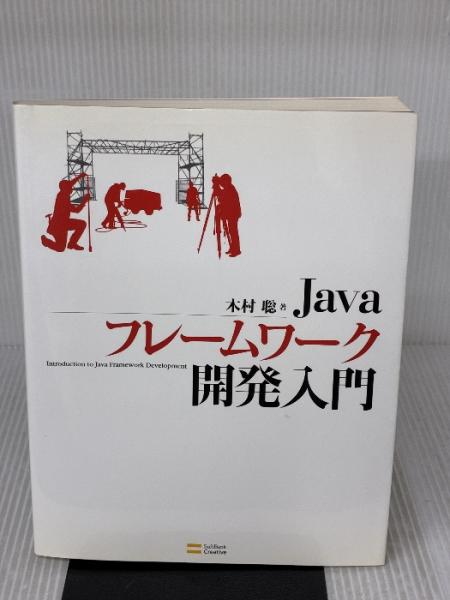 木村 聡 著 Java
フレームワーク
Introduction to Java Framework Development
開発入門
SoftBank
Creative